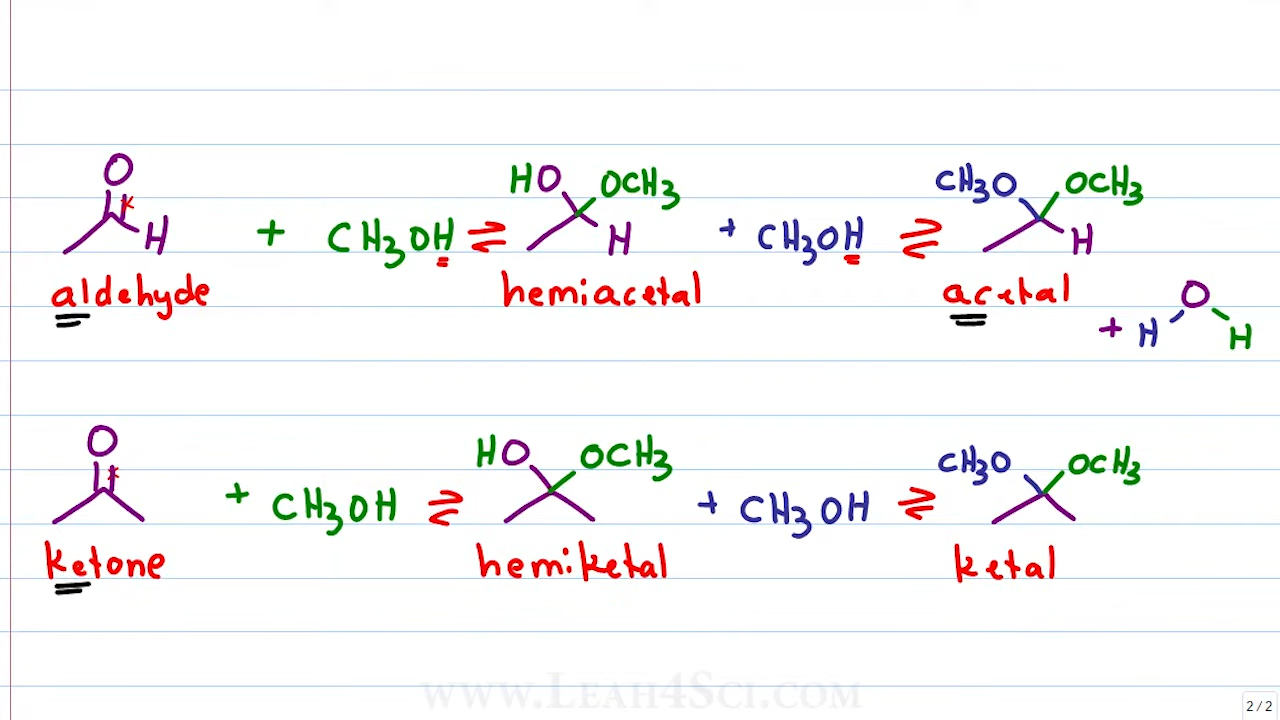 O HO OCH3 CH3O OCH3
H + CH3OH ⇌ H + CH3OH ⇌ H
aldehyde hemiacetal acetal
+ H O H
O HO OCH3 CH3O OCH3
+ CH3OH ⇌ + CH3OH ⇌
ketone hemiketal ketal
www.Leah4Sci.com
2 / 2